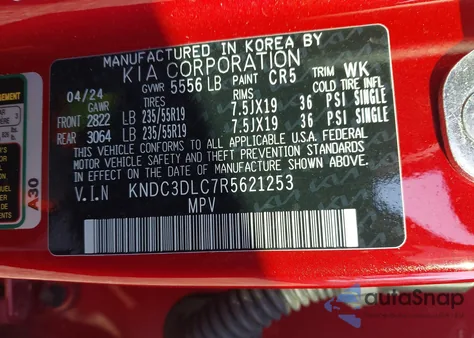 MANUFACTURED IN KOREA BY
KIA CORPORATION
04/24 GVWR 5556 LB PAINT CR5 TRIM WK
GAWR TIRES COLD TIRE INFL
FRONT 2822 LB 235/55R19 7.5JX19 36 PSI SINGLE
REAR 3064 LB 235/55R19 7.5JX19 36 PSI SINGLE
THIS VEHICLE CONFORMS TO ALL APPLICABLE U.S.A. FEDERAL
MOTOR VEHICLE SAFETY AND THEFT PREVENTION STANDARDS
IN EFFECT ON THE DATE OF MANUFACTURE SHOWN ABOVE.
V.I.N KNDC3DLC7R5621253
MPV
A30
autoSnap